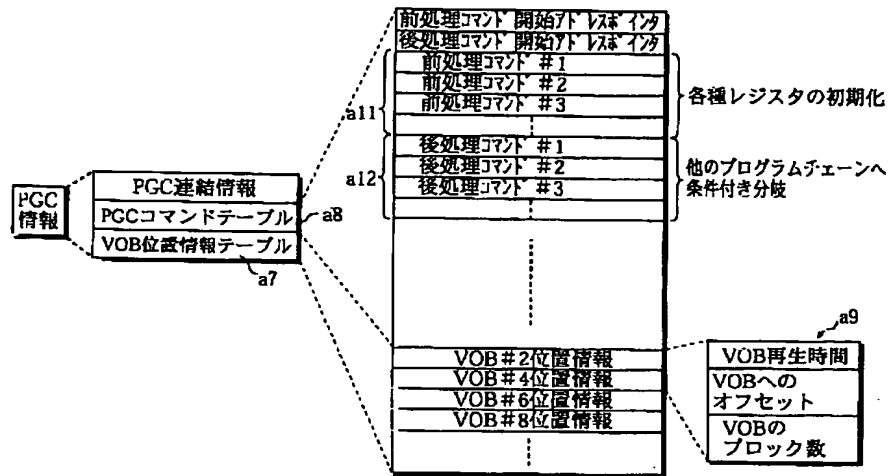 PGC
情報
PGC連結情報
PGCコマンドテーブル
VOB位置情報テーブル
a8
a7
前処理コマンド開始アドレスポインタ
後処理コマンド開始アドレスポインタ
前処理コマンド #1
前処理コマンド #2
前処理コマンド #3
a11
各種レジスタの初期化
後処理コマンド #1
後処理コマンド #2
後処理コマンド #3
a12
他のプログラムチェーンへ
条件付き分岐
VOB#2位置情報
VOB#4位置情報
VOB#6位置情報
VOB#8位置情報
a9
VOB再生時間
VOBへの
オフセット
VOBの
ブロック数